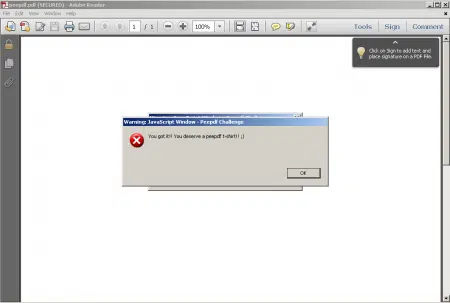 peepdf.pdf (SECURED) - Adobe Reader
File Edit View Window Help
1 / 1 100% Tools Sign Comment
Click on Sign to add text and
place signature on a PDF File.
Warning: JavaScript Window - Peepdf Challenge
You got it!! You deserve a peepdf t-shirt!! ;)
OK